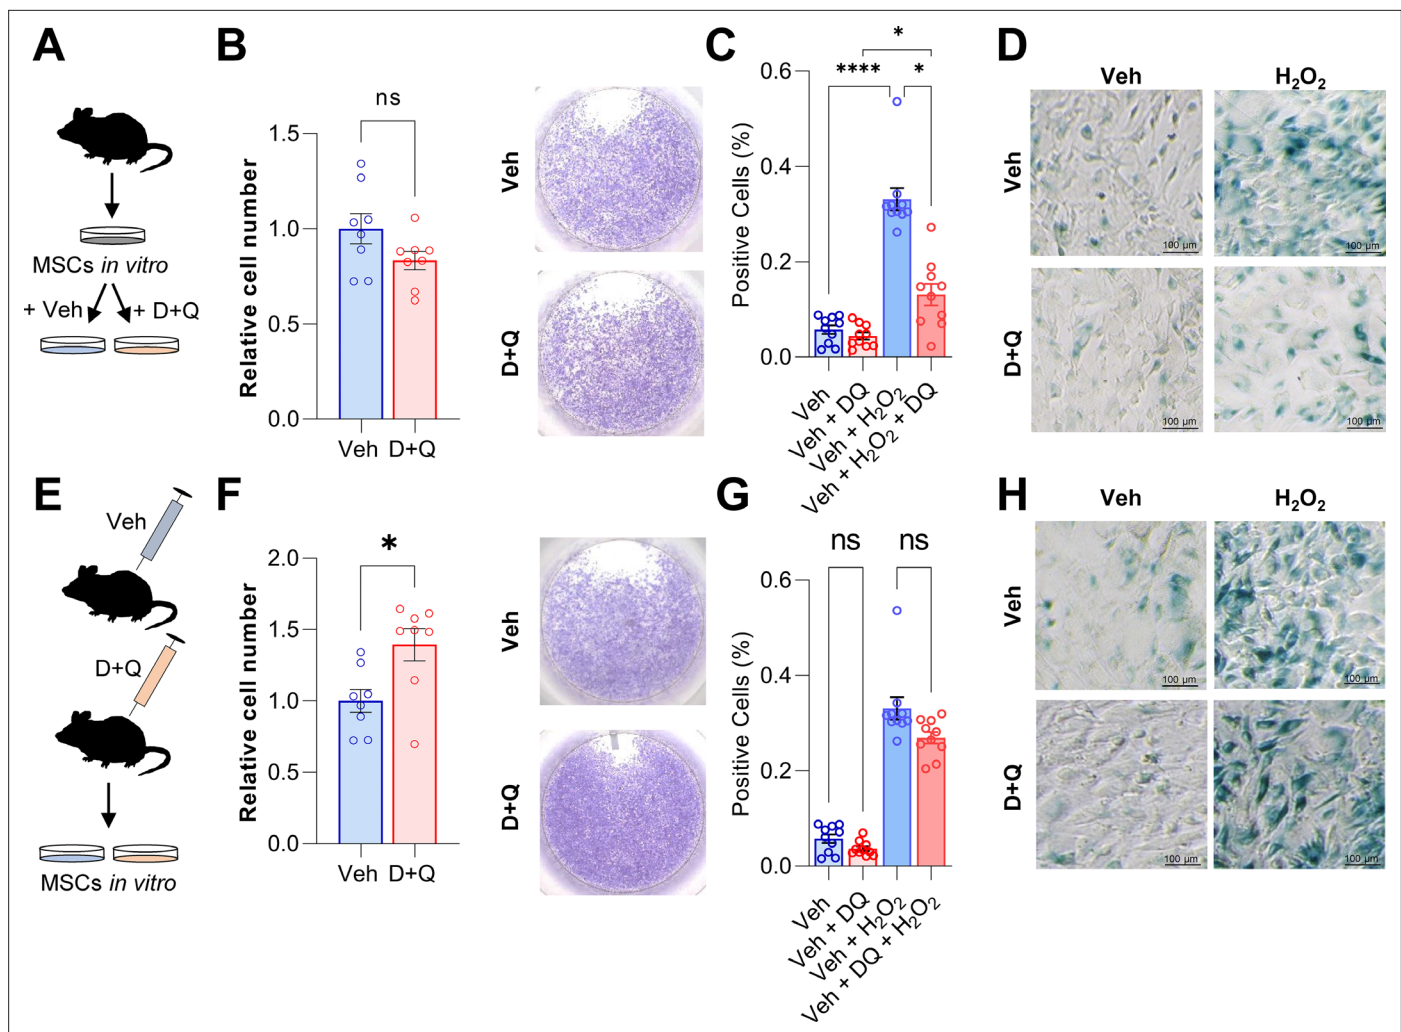 A
MSCs in vitro
+ Veh
+ D+Q
B
ns
Relative cell number
1.5
1.0
0.5
0.0
Veh
D+Q
Veh
D+Q
C
*
****
*
Positive Cells (%)
0.6
0.4
0.2
0.0
Veh
Veh + DQ
Veh + H₂O₂
Veh + H₂O₂ + DQ
D
Veh
H₂O₂
Veh
100 µm
100 µm
D+Q
100 µm
100 µm
E
Veh
D+Q
MSCs in vitro
F
*
Relative cell number
2.0
1.5
1.0
0.5
0.0
Veh
D+Q
Veh
D+Q
G
ns
ns
Positive Cells (%)
0.6
0.4
0.2
0.0
Veh
Veh + DQ
Veh + H₂O₂
Veh + DQ + H₂O₂
H
Veh
H₂O₂
Veh
100 µm
100 µm
D+Q
100 µm
100 µm